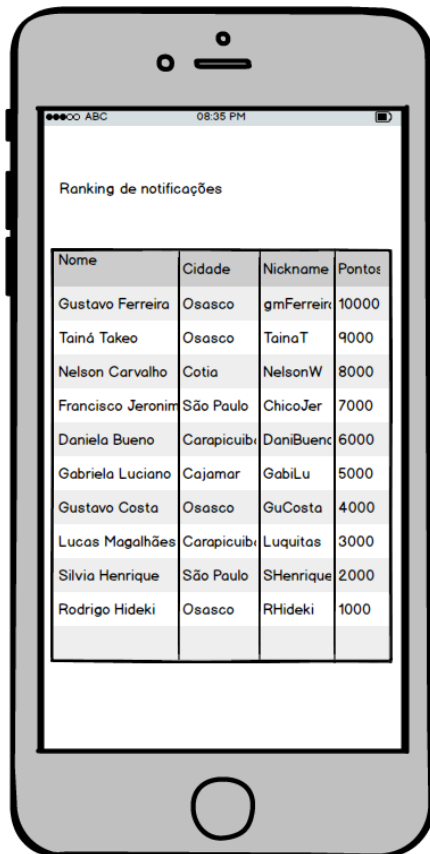 ABC 08:35 PM
Ranking de notificações
Nome Cidade Nickname Pontos
Gustavo Ferreira Osasco gmFerreir 10000
Tainá Takeo Osasco TainaT 9000
Nelson Carvalho Cotia NelsonW 8000
Francisco Jeronim São Paulo ChicoJer 7000
Daniela Bueno Carapicuib DaniBuen 6000
Gabriela Luciano Cajamar GabiLu 5000
Gustavo Costa Osasco GuCosta 4000
Lucas Magalhães Carapicuib Luquitas 3000
Silvia Henrique São Paulo SHenrique 2000
Rodrigo Hideki Osasco RHideki 1000